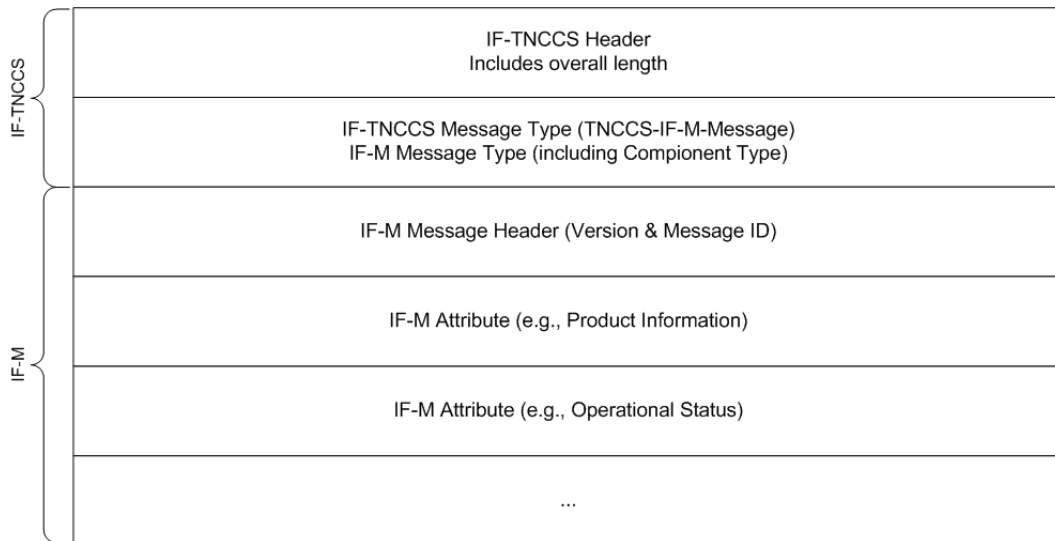 IF-TNCCS
IF-TNCCS Header
Includes overall length
IF-TNCCS Message Type (TNCCS-IF-M-Message)
IF-M Message Type (including Compionent Type)
IF-M
IF-M Message Header (Version & Message ID)
IF-M Attribute (e.g., Product Information)
IF-M Attribute (e.g., Operational Status)
...